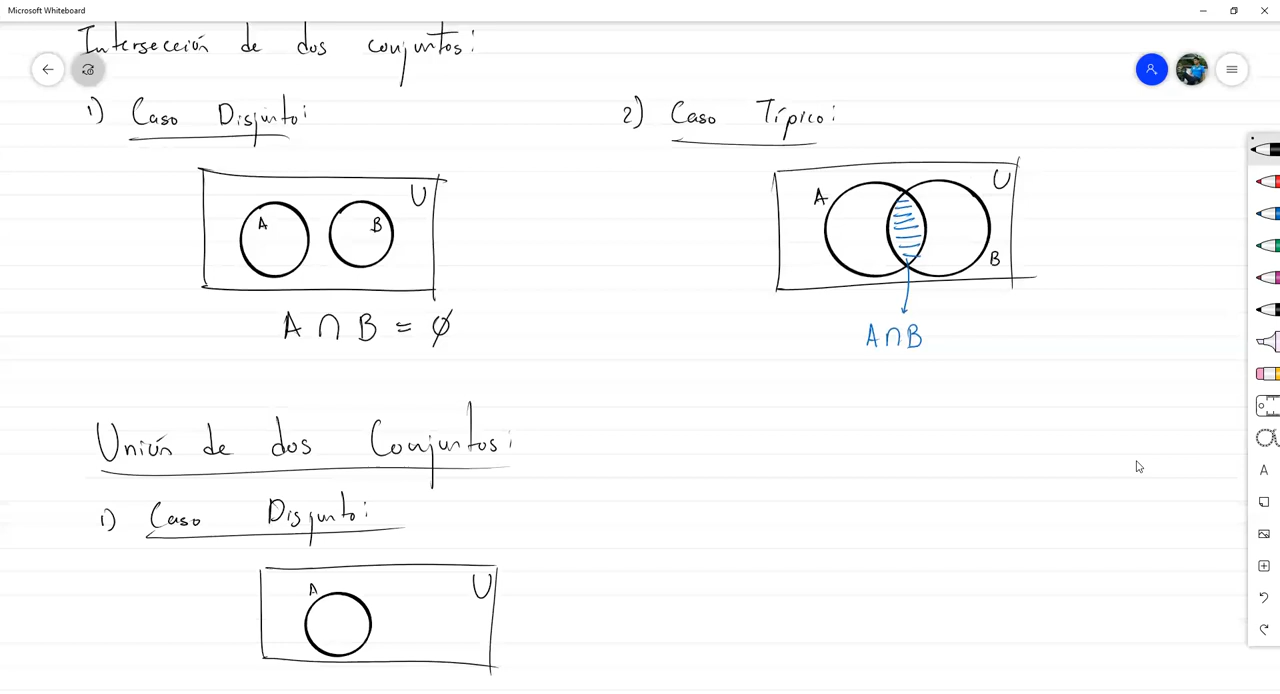 Microsoft Whiteboard
Intersección de dos conjuntos:
1) Caso Disjunto:
A B U
A ∩ B = ∅
2) Caso Típico:
A U
B
A∩B
Unión de dos Conjuntos:
1) Caso Disjunto:
A U
A